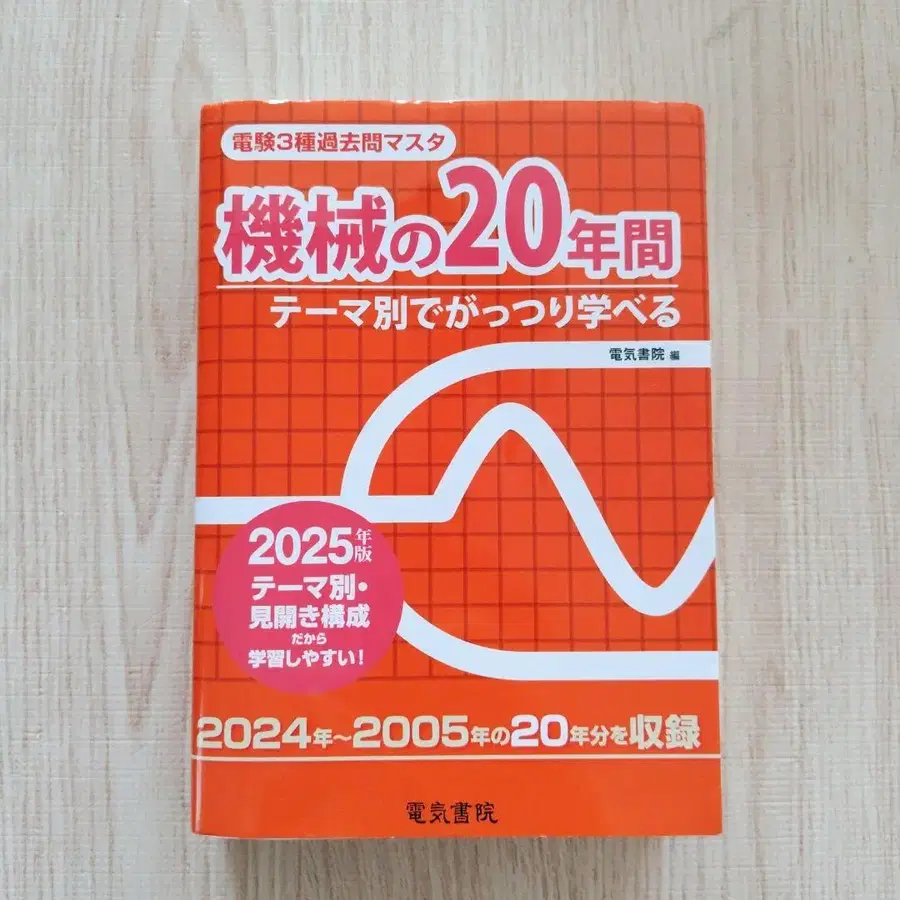 電験3種過去問マスタ
機械の20年間
テーマ別でがっつり学べる
電気書院 編
2025年版
テーマ別・
見開き構成
だから
学習しやすい!
2024年～2005年の20年分を収録
電気書院